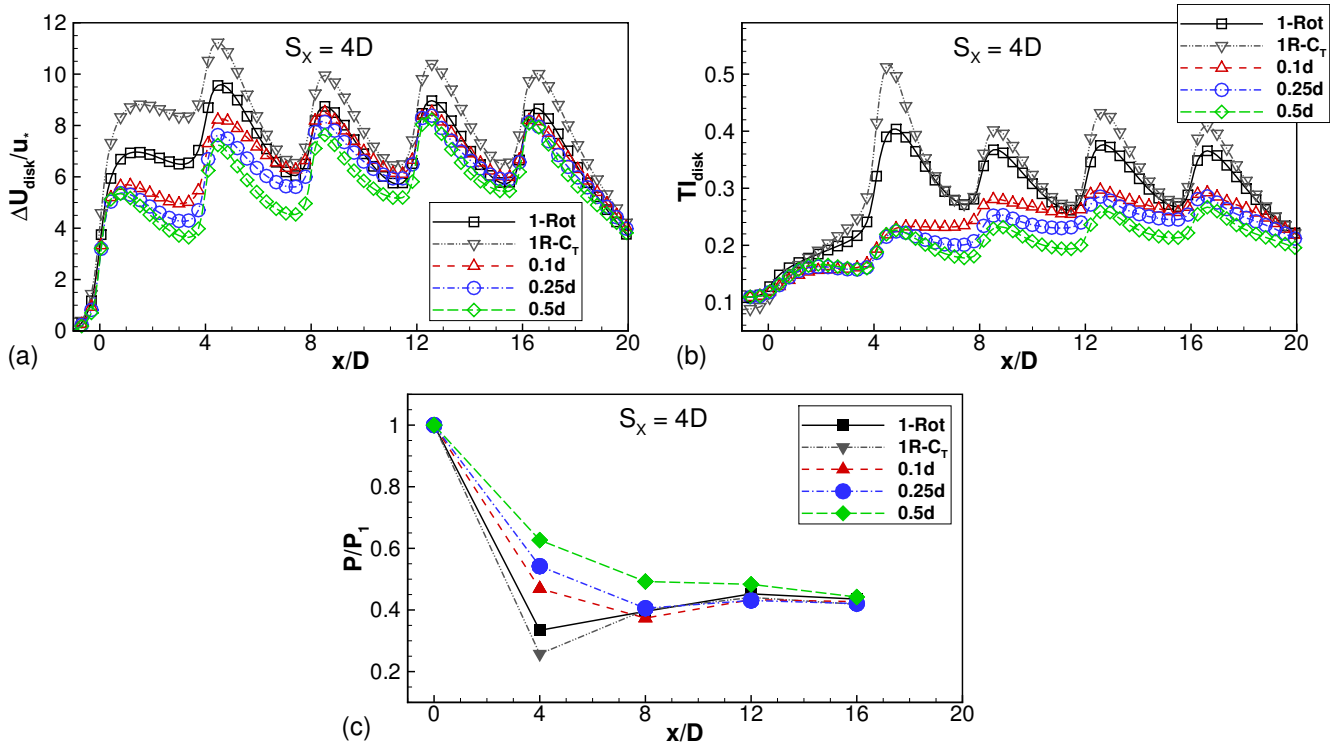 S_X = 4D
ΔU_disk/u_*
12
10
8
6
4
2
0
0 4 8 12 16 20
x/D
1-Rot
1R-C_T
0.1d
0.25d
0.5d
(a)
S_X = 4D
TI_disk
0.5
0.4
0.3
0.2
0.1
0 4 8 12 16 20
x/D
1-Rot
1R-C_T
0.1d
0.25d
0.5d
(b)
S_X = 4D
P/P_1
1
0.8
0.6
0.4
0.2
0 4 8 12 16 20
x/D
1-Rot
1R-C_T
0.1d
0.25d
0.5d
(c)